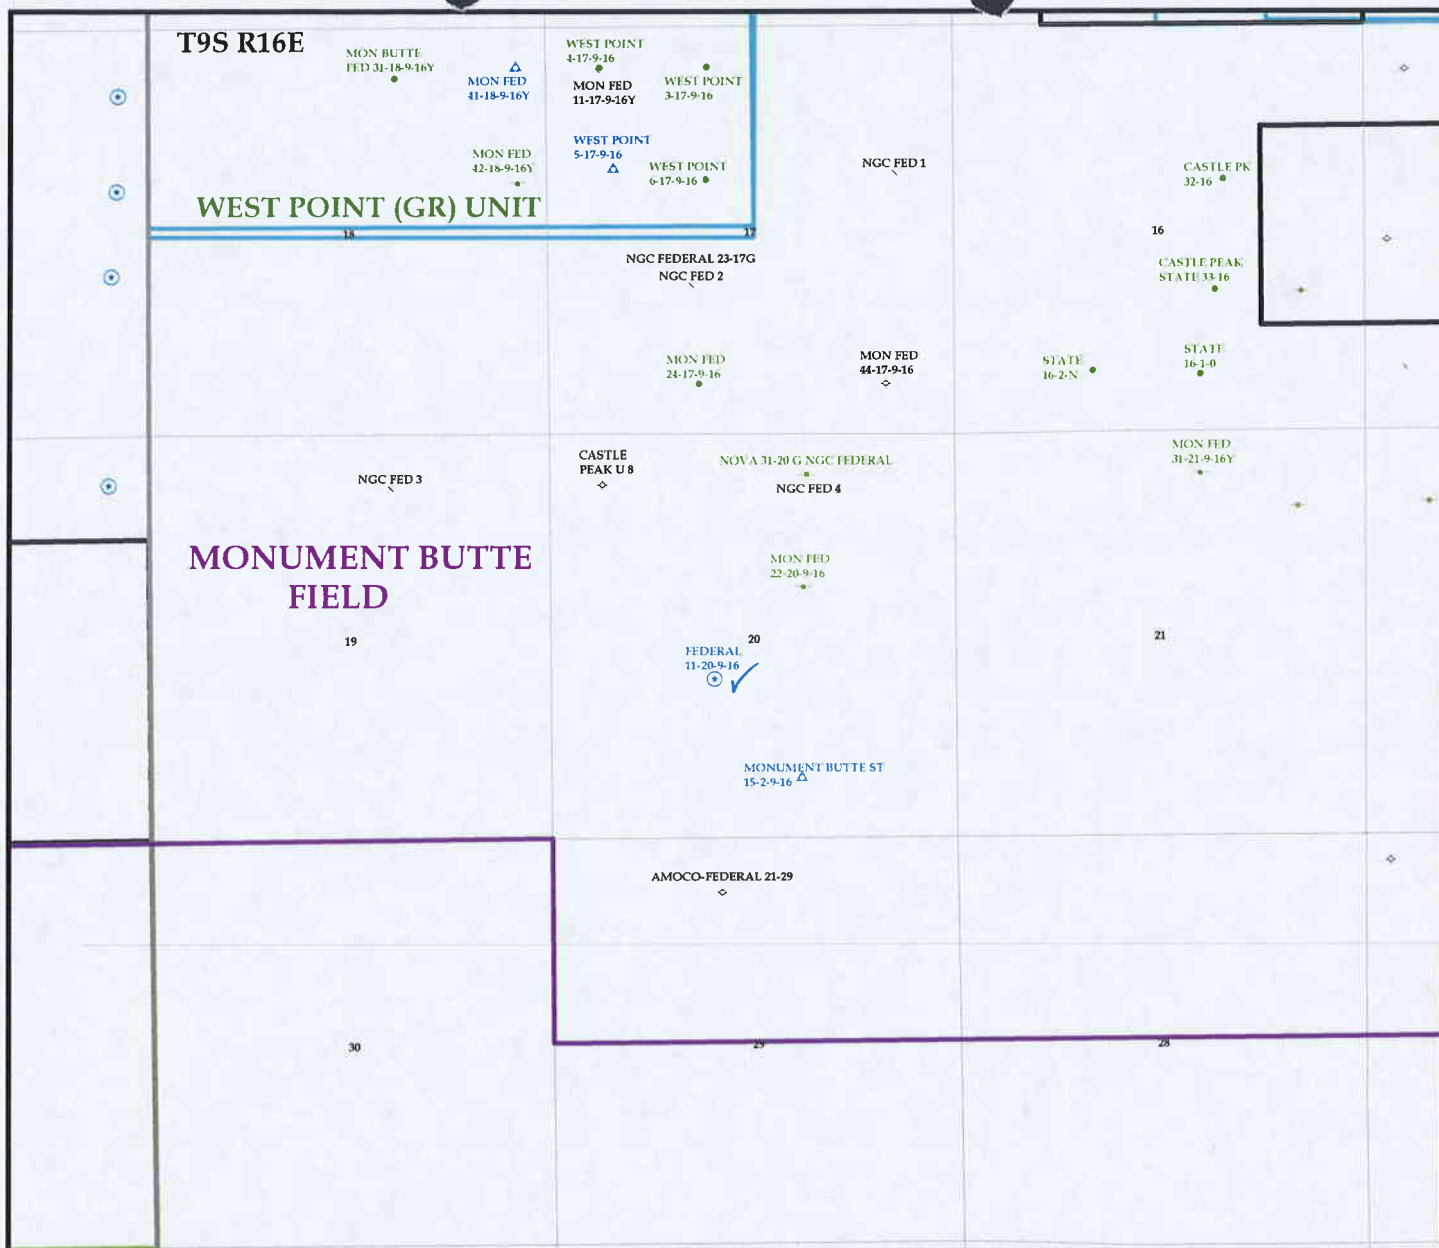 T9S R16E
MON BUTTE
FED 31-18-9-16Y
MON FED
41-18-9-16Y
WEST POINT
4-17-9-16
MON FED
11-17-9-16Y
WEST POINT
3-17-9-16
MON FED
42-18-9-16Y
WEST POINT
5-17-9-16
WEST POINT
6-17-9-16
NGC FED 1
CASTLE PK
32-16
WEST POINT (GR) UNIT
18
17
16
NGC FEDERAL 23-17G
NGC FED 2
CASTLE PEAK
STATE 33-16
MON FED
24-17-9-16
MON FED
44-17-9-16
STATE
16-2-N
STATE
16-1-0
NGC FED 3
CASTLE
PEAK U 8
NOVA 31-20 G NGC FEDERAL
NGC FED 4
MON FED
31-21-9-16Y
MONUMENT BUTTE
FIELD
MON FED
22-20-9-16
19
20
21
FEDERAL
11-20-9-16
MONUMENT BUTTE ST
15-2-9-16
AMOCO-FEDERAL 21-29
30
29
28